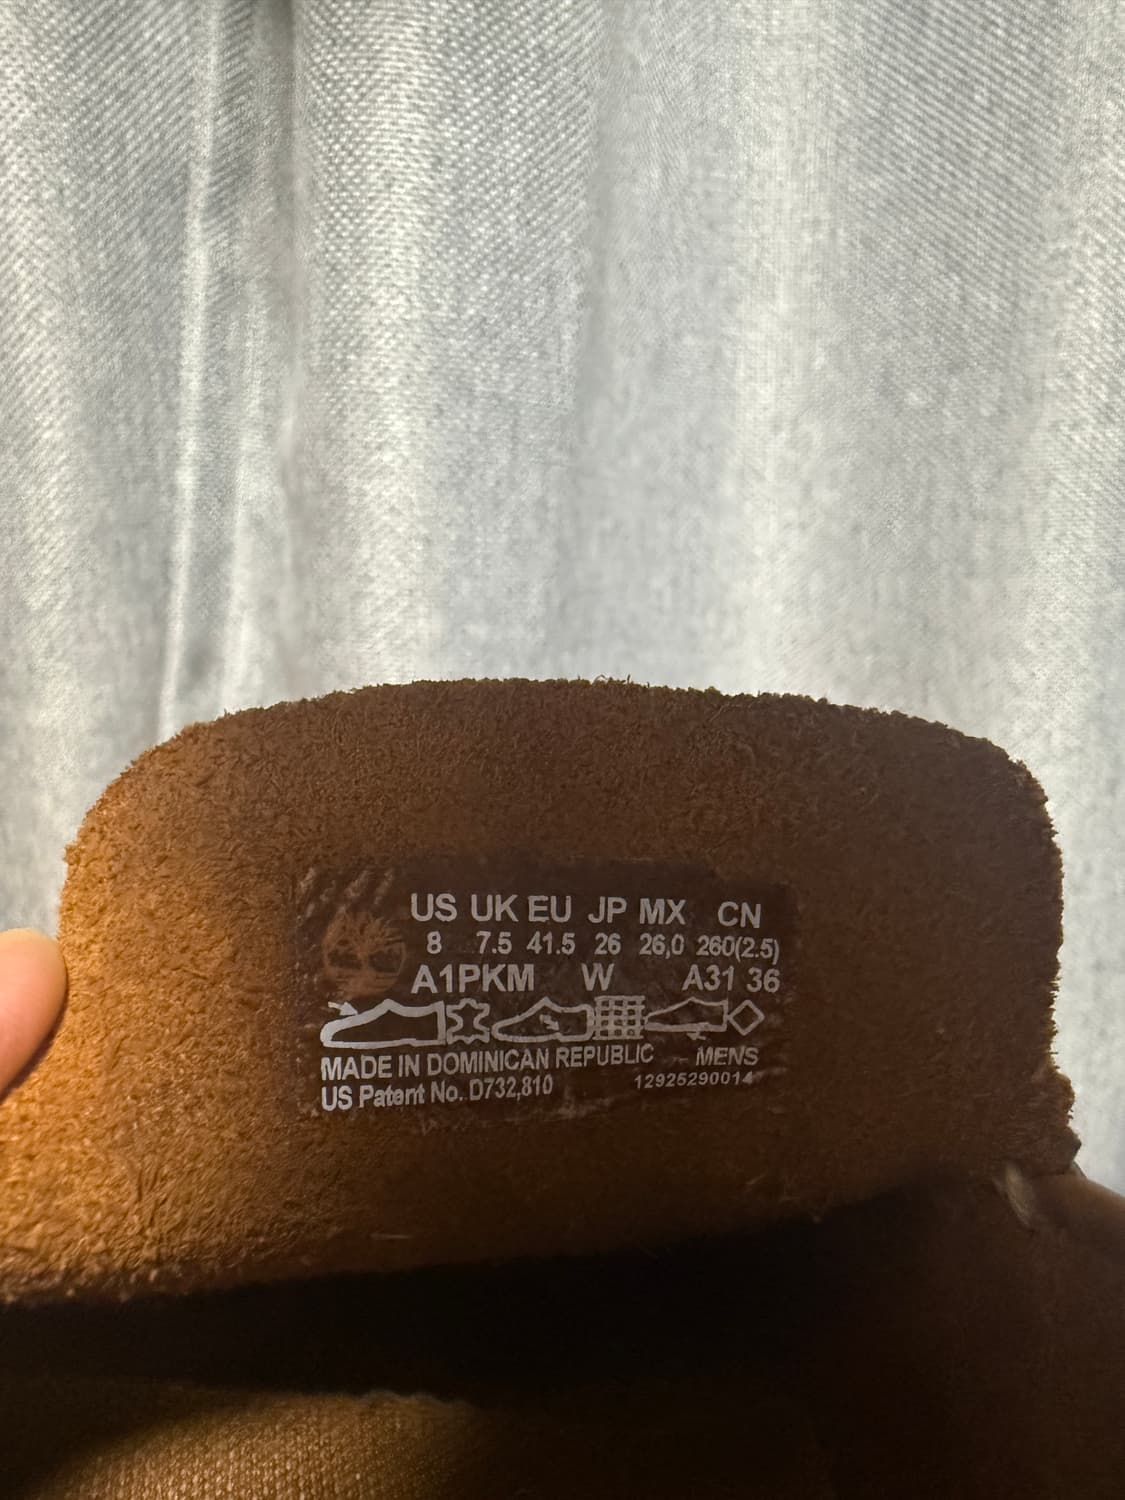 US UK EU JP MX CN
8 7.5 41.5 26 26,0 260(2.5)
A1PKM W A31 36
MADE IN DOMINICAN REPUBLIC MENS
US Patent No. D732,810 12925290014